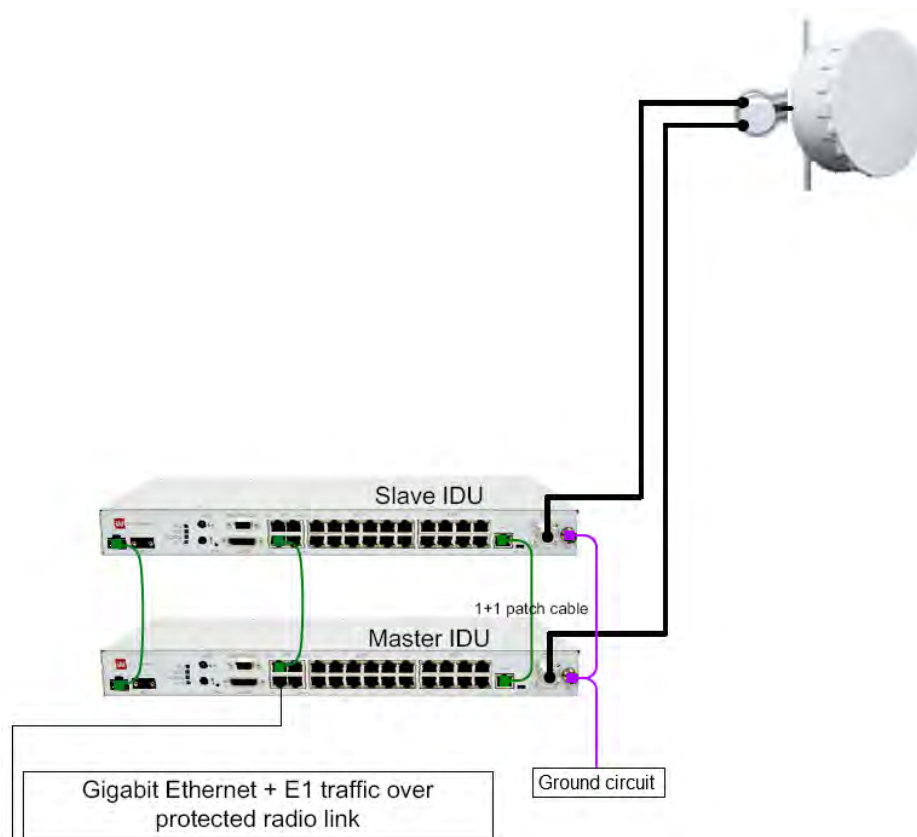 Slave IDU
1+1 patch cable
Master IDU
Gigabit Ethernet + E1 traffic over
protected radio link
Ground circuit